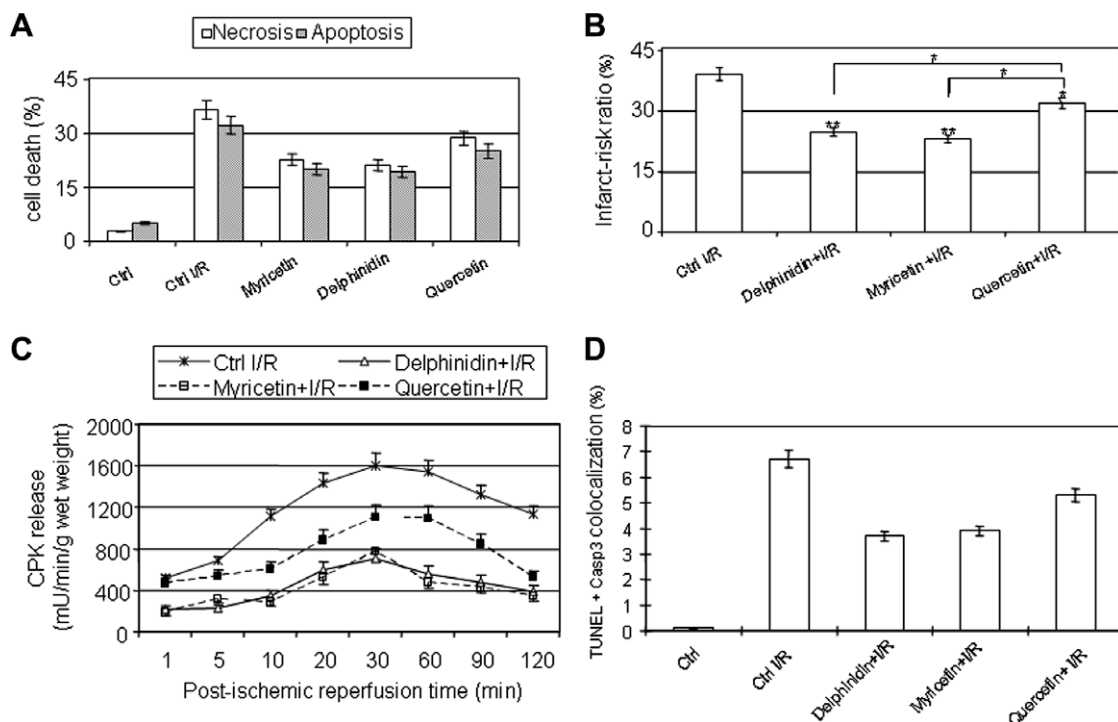 A
Necrosis Apoptosis
cell death (%)
45
30
15
0
Ctrl
Ctrl I/R
Myricetin
Delphinidin
Quercetin
B
Infarct-risk ratio (%)
45
30
15
0
**
**
*
*
*
Ctrl I/R
Delphinidin+I/R
Myricetin+I/R
Quercetin+I/R
C
Ctrl I/R Delphinidin+I/R
Myricetin+I/R Quercetin+I/R
CPK release
(mU/min/g wet weight)
2000
1600
1200
800
400
0
1 5 10 20 30 60 90 120
Post-ischemic reperfusion time (min)
D
TUNEL + Casp3 colocalization (%)
8
7
6
5
4
3
2
1
0
Ctrl
Ctrl I/R
Delphinidin+I/R
Myricetin+I/R
Quercetin+I/R